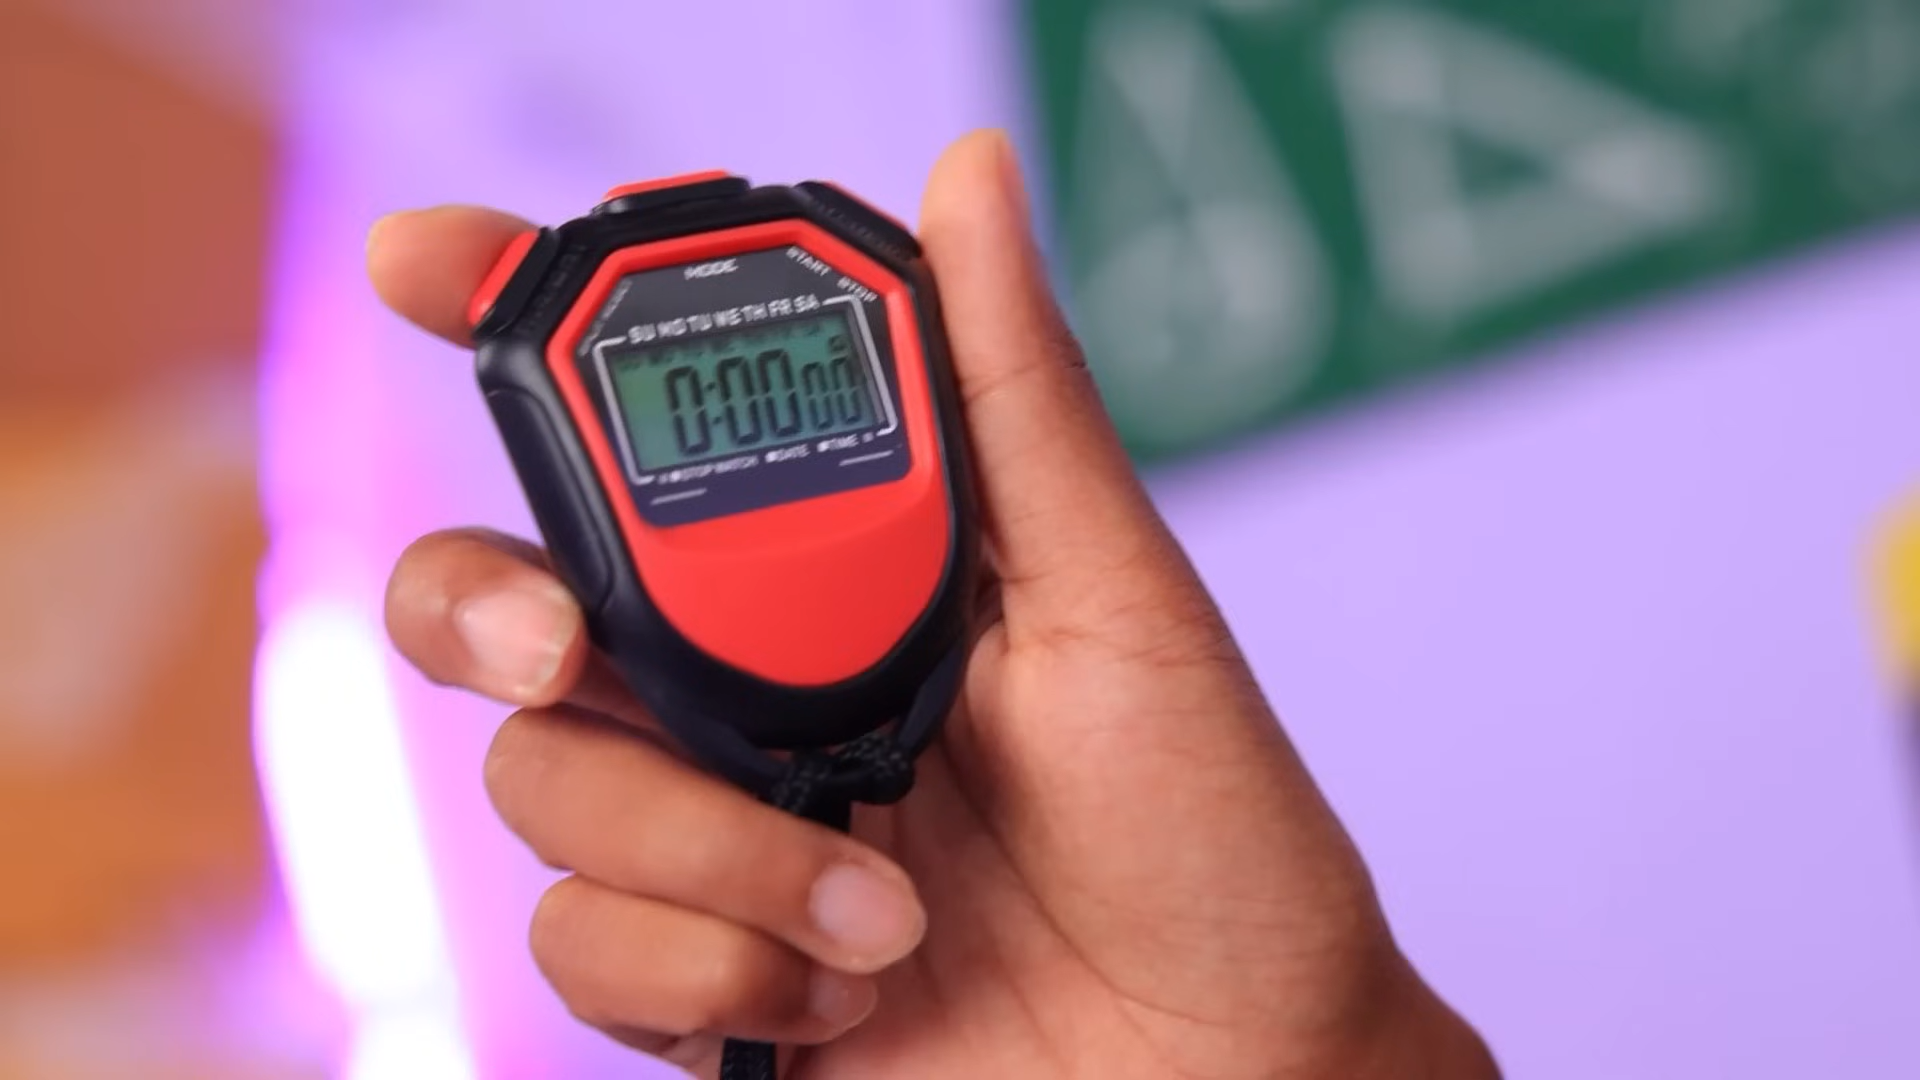 MODE
START STOP
SU MO TU WE TH FR SA
0:00 00
STOPWATCH ■DATE ■TIME